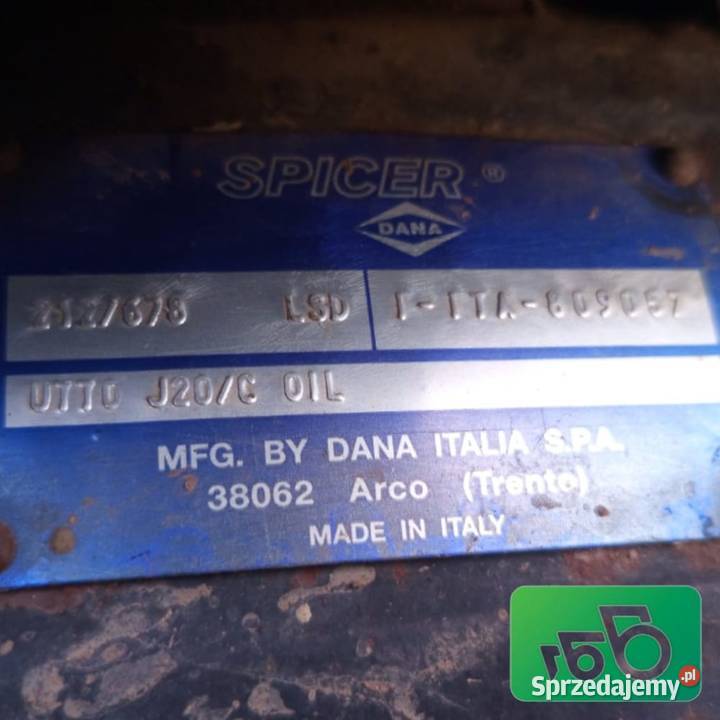 SPICER ®
DANA
212/678 LSD I-ITA-809057
UTTO J20/C OIL
MFG. BY DANA ITALIA S.P.A.
38062 Arco (Trento)
MADE IN ITALY
Sprzedajemy.pl